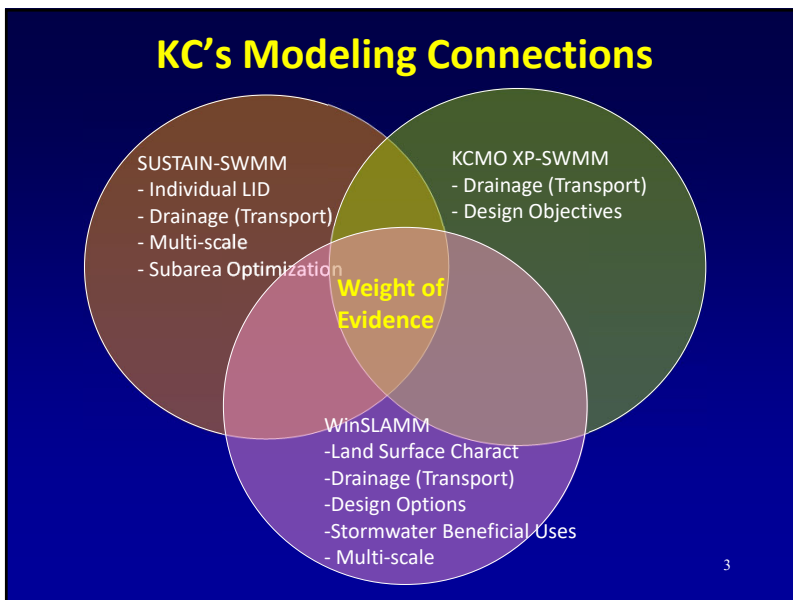 KC's Modeling Connections
SUSTAIN-SWMM
- Individual LID
- Drainage (Transport)
- Multi-scale
- Subarea Optimization
KCMO XP-SWMM
- Drainage (Transport)
- Design Objectives
Weight of
Evidence
WinSLAMM
-Land Surface Charact
-Drainage (Transport)
-Design Options
-Stormwater Beneficial Uses
- Multi-scale
3